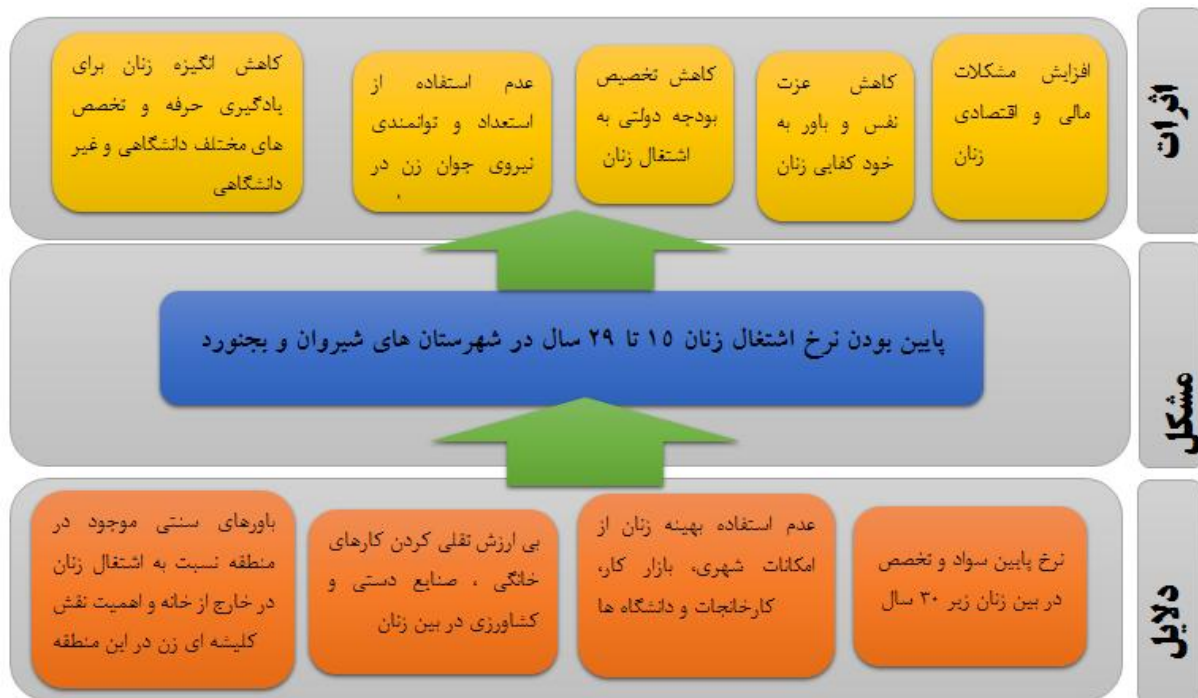 اثرات
افزایش مشکلات
مالی و اقتصادی
زنان
کاهش عزت
نفس و باور به
خود کفایی زنان
کاهش تخصیص
بودجه دولتی به
اشتغال زنان
عدم استفاده از
استعداد و توانمندی
نیروی جوان زن در
کاهش انگیزه زنان برای
یادگیری حرفه و تخصص
های مختلف دانشگاهی و غیر
دانشگاهی
مشکل
پایین بودن نرخ اشتغال زنان ۱۵ تا ۲۹ سال در شهرستان های شیروان و بجنورد
دلایل
نرخ پایین سواد و تخصص
در بین زنان زیر ۳۰ سال
عدم استفاده بهینه زنان از
امکانات شهری، بازار کار،
کارخانجات و دانشگاه ها
بی ارزش تقلی کردن کارهای
خانگی ، صنایع دستی و
کشاورزی در بین زنان
باورهای سنتی موجود در
منطقه نسبت به اشتغال زنان
در خارج از خانه و اهمیت نقش
کلیشه ای زن در این منطقه